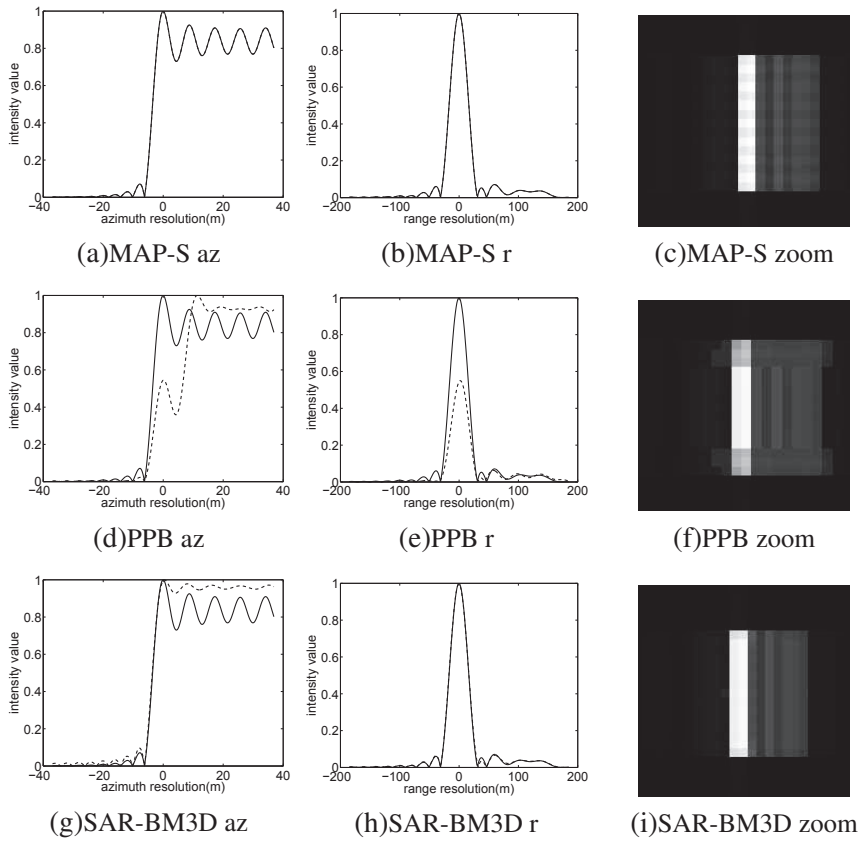 1
0.8
0.6
0.4
0.2
0
−40 −20 0 20 40
intensity value
azimuth resolution(m)
(a)MAP-S az
1
0.8
0.6
0.4
0.2
0
−200 −100 0 100 200
intensity value
range resolution(m)
(b)MAP-S r
(c)MAP-S zoom
1
0.8
0.6
0.4
0.2
0
−40 −20 0 20 40
intensity value
azimuth resolution(m)
(d)PPB az
1
0.8
0.6
0.4
0.2
0
−200 −100 0 100 200
intensity value
range resolution(m)
(e)PPB r
(f)PPB zoom
1
0.8
0.6
0.4
0.2
0
−40 −20 0 20 40
intensity value
azimuth resolution(m)
(g)SAR-BM3D az
1
0.8
0.6
0.4
0.2
0
−200 −100 0 100 200
intensity value
range resolution(m)
(h)SAR-BM3D r
(i)SAR-BM3D zoom